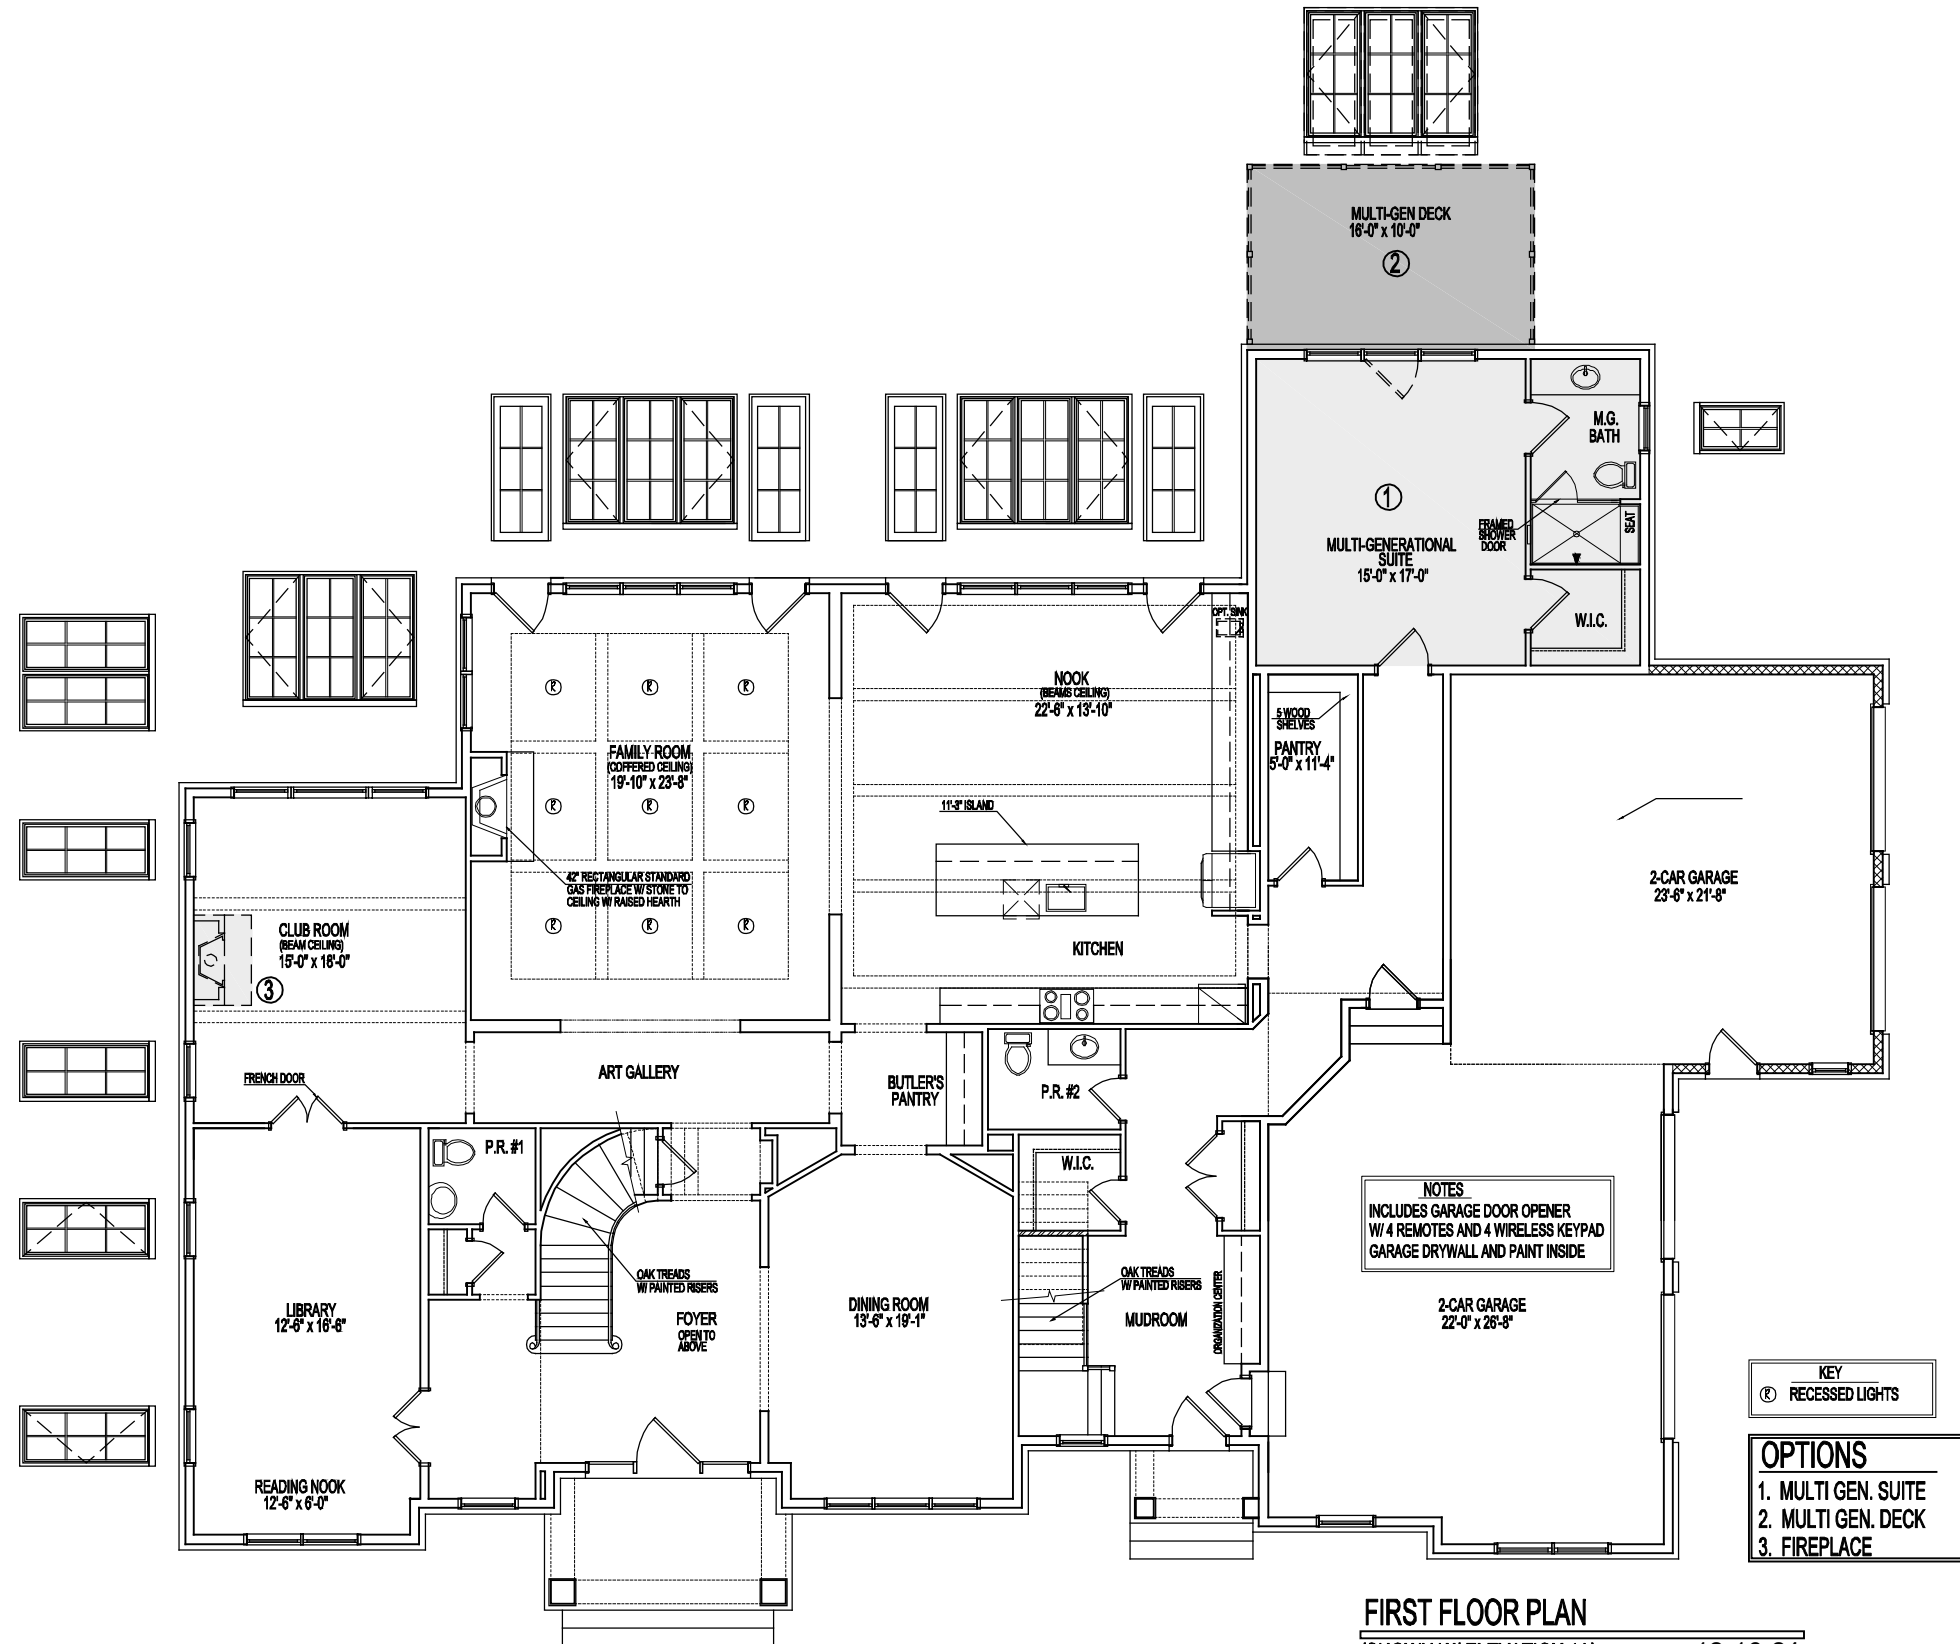 MULTI-GEN DECK
16'-0" x 10'-0"
2
M.G.
BATH
1
FRAMED
SHOWER
DOOR
SEAT
MULTI-GENERATIONAL
SUITE
15'-0" x 17'-0"
W.I.C.
OPT. SINK
NOOK
(BEAMS CEILING)
22'-6" x 13'-10"
5 WOOD
SHELVES
PANTRY
5'-0" x 11'-4"
R R R
FAMILY ROOM
(COFFERED CEILING)
19'-10" x 23'-8"
R R R
11'-3" ISLAND
42" RECTANGULAR STANDARD
GAS FIREPLACE W/ STONE TO
CEILING W/ RAISED HEARTH
R R R
2-CAR GARAGE
23'-6" x 21'-8"
CLUB ROOM
(BEAM CEILING)
15'-0" x 18'-0"
3
KITCHEN
FRENCH DOOR
ART GALLERY
BUTLER'S
PANTRY
P.R. #2
P.R. #1
W.I.C.
NOTES
INCLUDES GARAGE DOOR OPENER
W/ 4 REMOTES AND 4 WIRELESS KEYPAD
GARAGE DRYWALL AND PAINT INSIDE
OAK TREADS
W/ PAINTED RISERS
OAK TREADS
W/ PAINTED RISERS
LIBRARY
12'-6" x 16'-6"
FOYER
OPEN TO
ABOVE
DINING ROOM
13'-6" x 19'-1"
MUDROOM
ORGANIZATION CENTER
2-CAR GARAGE
22'-0" x 26'-8"
KEY
R RECESSED LIGHTS
READING NOOK
12'-6" x 6'-0"
OPTIONS
1. MULTI GEN. SUITE
2. MULTI GEN. DECK
3. FIREPLACE
FIRST FLOOR PLAN